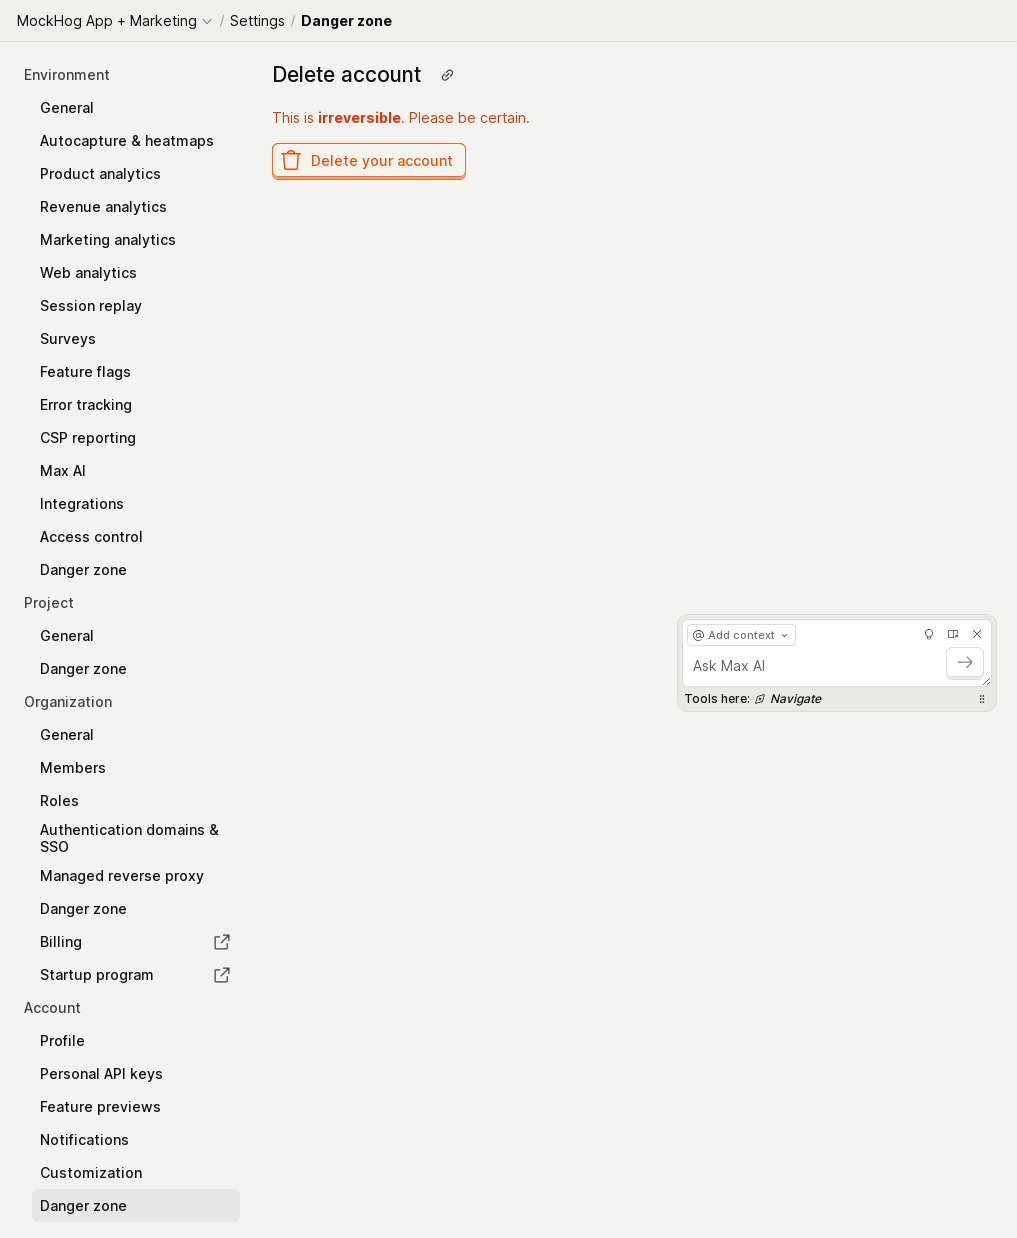 MockHog App + Marketing / Settings / Danger zone
Environment
General
Autocapture & heatmaps
Product analytics
Revenue analytics
Marketing analytics
Web analytics
Session replay
Surveys
Feature flags
Error tracking
CSP reporting
Max AI
Integrations
Access control
Danger zone
Project
General
Danger zone
Organization
General
Members
Roles
Authentication domains &
SSO
Managed reverse proxy
Danger zone
Billing
Startup program
Account
Profile
Personal API keys
Feature previews
Notifications
Customization
Danger zone
Delete account
This is irreversible. Please be certain.
Delete your account
@ Add context
Ask Max AI
Tools here: Navigate